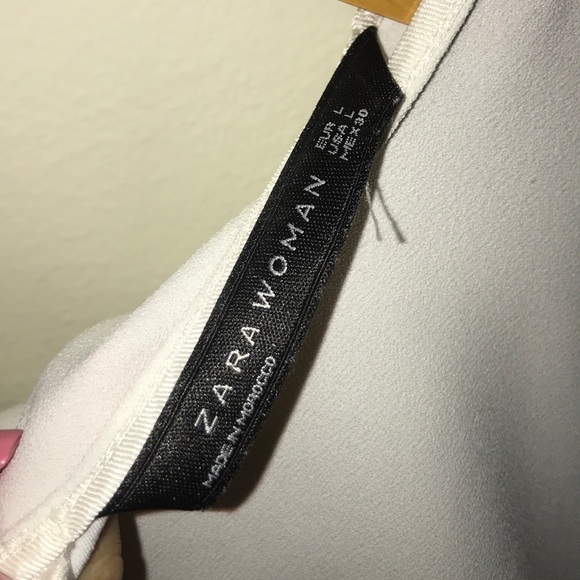 EUR L
USA L
MEX 30
ZARA WOMAN
MADE IN MOROCCO